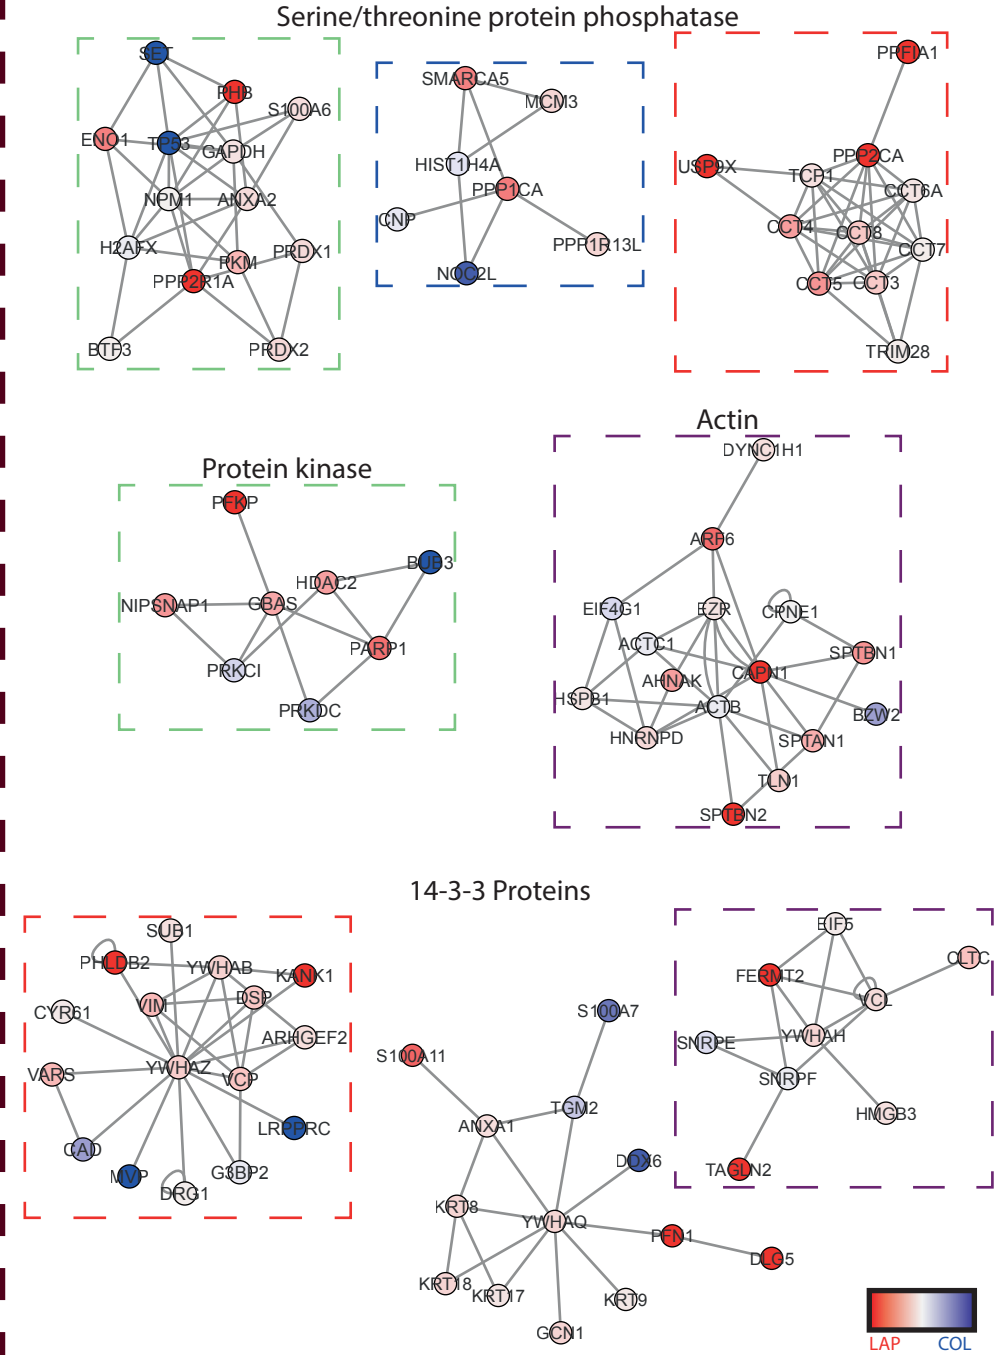 Serine/threonine protein phosphatase
SET
PHB
S100A6
ENO1
TP53
GAPDH
NPM1
ANXA2
H2AFX
PKM
PRDX1
PPP2R1A
BTF3
PRDX2
SMARCA5
MCM3
HIST1H4A
PPP1CA
CNP
PPP1R13L
NOC2L
PPFIA1
PPP2CA
USP9X
TCP1
CCT6A
CCT4
CCT8
CCT7
CCT5
CCT3
TRIM28
Protein kinase
PFKP
BUB3
HDAC2
NIPSNAP1
GBAS
PARP1
PRKCI
PRKDC
Actin
DYNC1H1
ARF6
EIF4G1
EZR
CPNE1
ACTC1
SPTBN1
AHNAK
CAPN1
HSPB1
ACTB
BZW2
HNRNPD
SPTAN1
TLN1
SPTBN2
14-3-3 Proteins
SUB1
PHLDB2
YWHAB
KANK1
VIM
DSP
CYR61
ARHGEF2
YWHAZ
VARS
VCP
LRPPRC
CAD
MVP
G3BP2
DRG1
S100A7
S100A11
TGM2
ANXA1
DDX6
KRT8
YWHAQ
PFN1
DLG5
KRT18
KRT17
KRT9
GCN1
EIF5
CLTC
FERMT2
VCL
SNRPE
YWHAH
SNRPF
HMGB3
TAGLN2
LAP COL